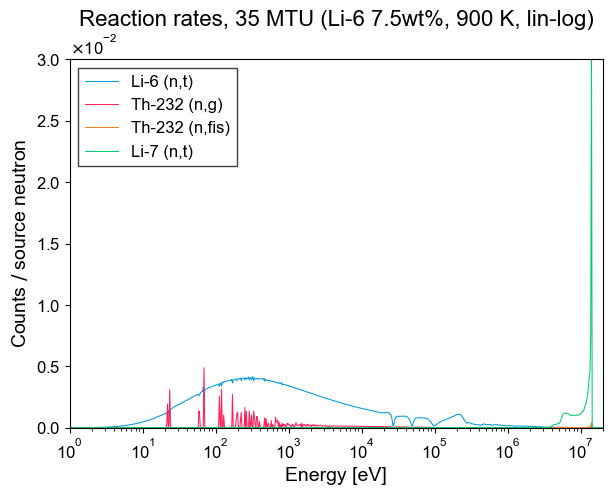 Reaction rates, 35 MTU (Li-6 7.5wt%, 900 K, lin-log)
×10⁻²
3.0
2.5
2.0
1.5
1.0
0.5
0.0
Counts / source neutron
Li-6 (n,t)
Th-232 (n,g)
Th-232 (n,fis)
Li-7 (n,t)
10⁰ 10¹ 10² 10³ 10⁴ 10⁵ 10⁶ 10⁷
Energy [eV]